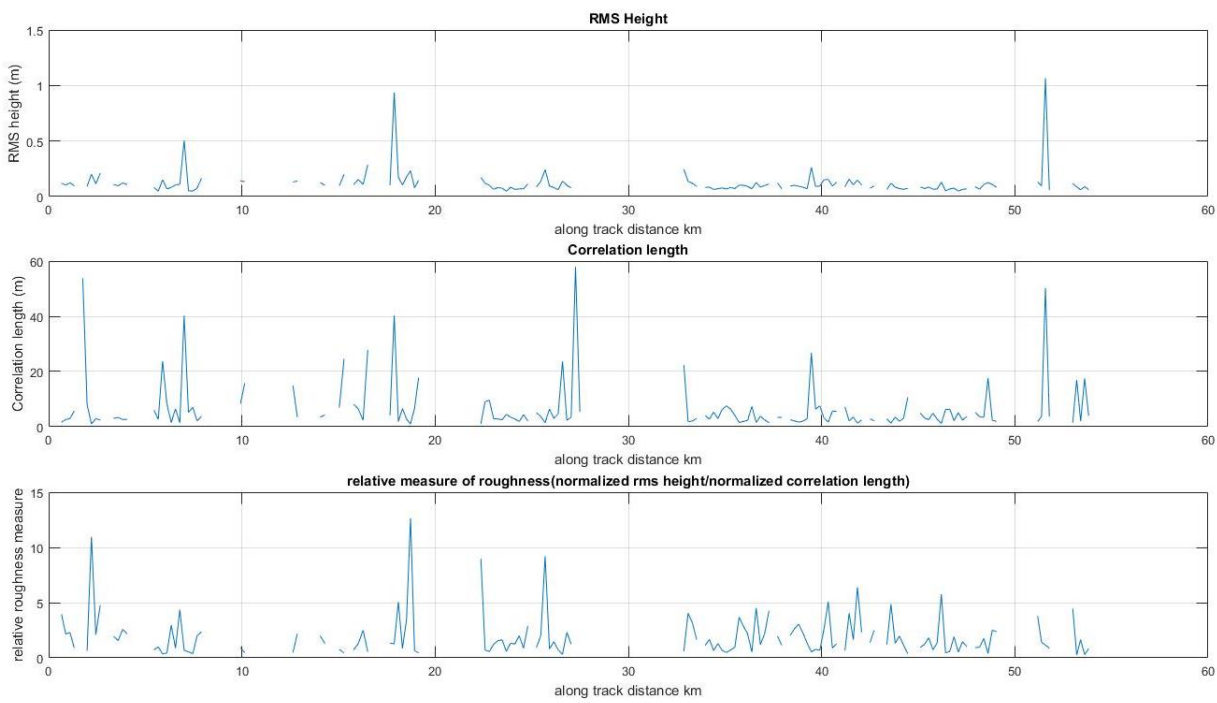 RMS Height
1.5
1
0.5
0
RMS height (m)
0 10 20 30 40 50 60
along track distance km
Correlation length
60
40
20
0
Correlation length (m)
0 10 20 30 40 50 60
along track distance km
relative measure of roughness(normalized rms height/normalized correlation length)
15
10
5
0
relative roughness measure
0 10 20 30 40 50 60
along track distance km